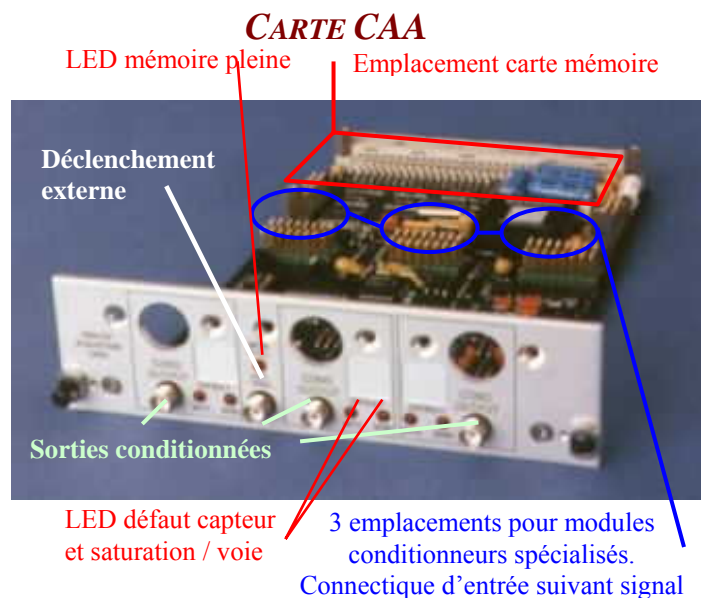 CARTE CAA
LED mémoire pleine
Emplacement carte mémoire
Déclenchement
externe
Sorties conditionnées
LED défaut capteur
et saturation / voie
3 emplacements pour modules
conditionneurs spécialisés.
Connectique d'entrée suivant signal